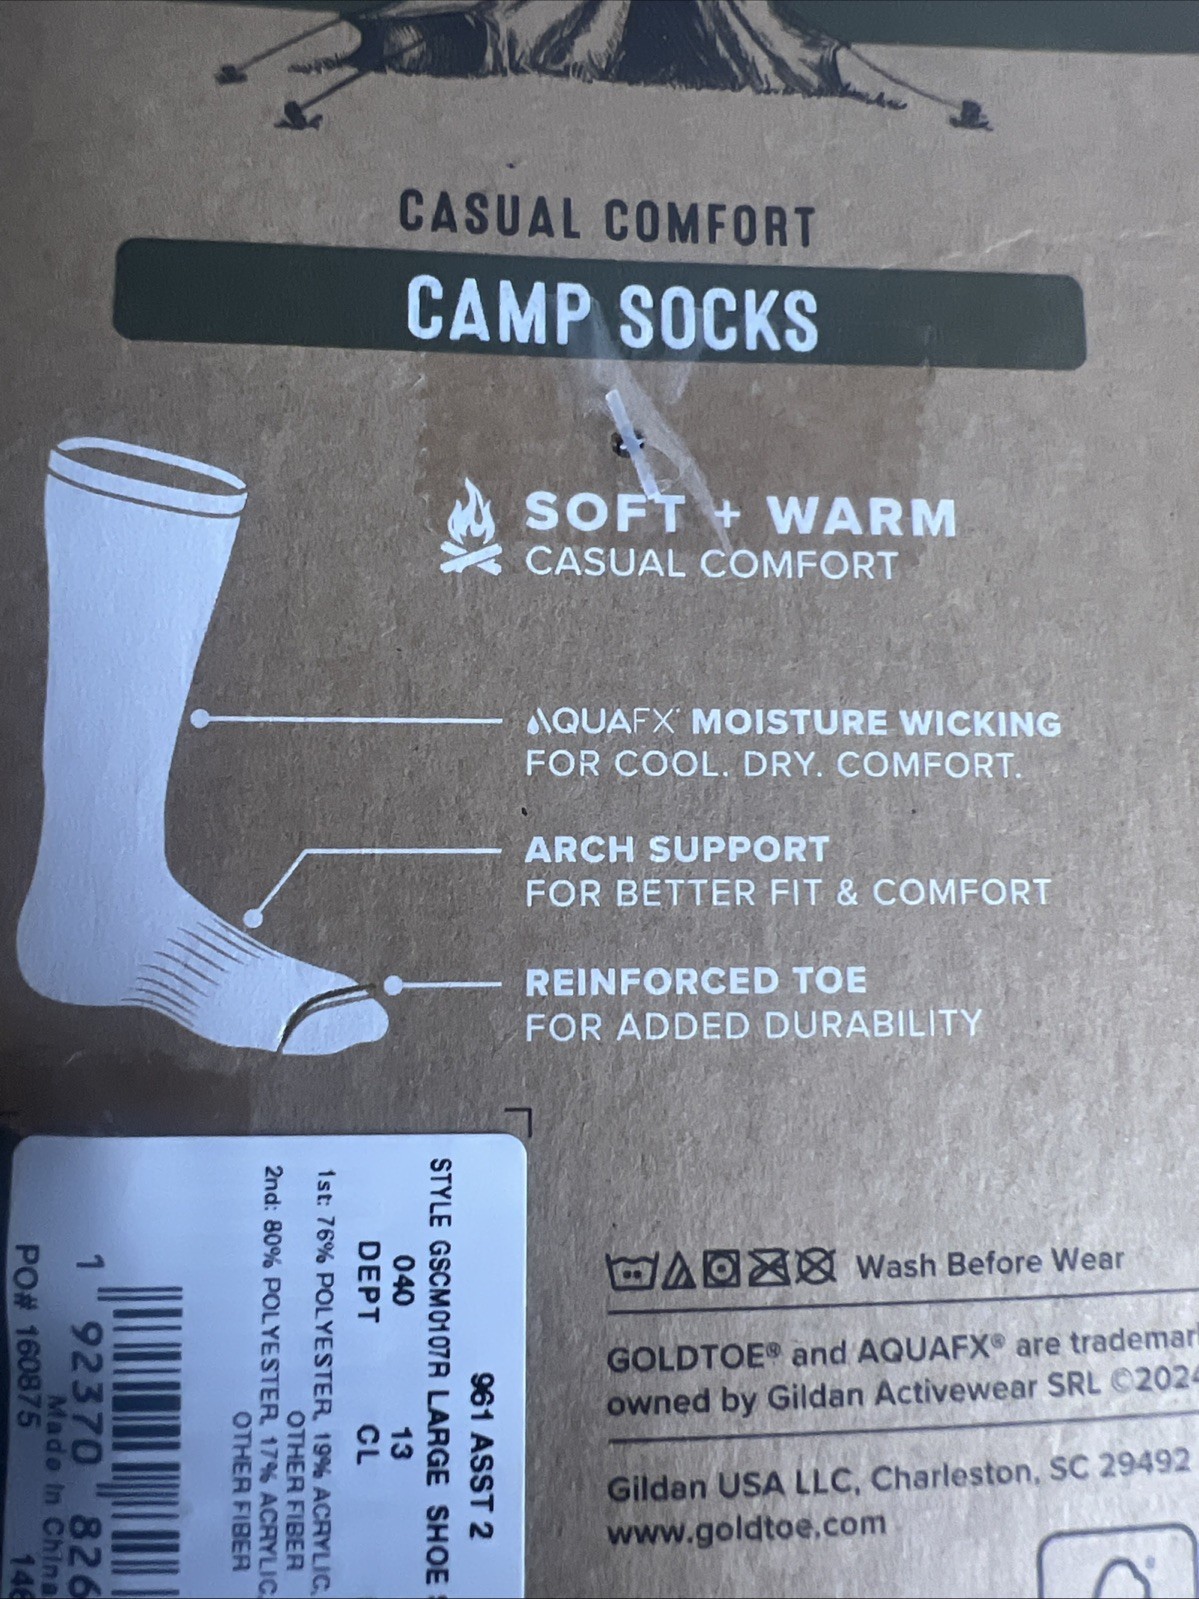 CASUAL COMFORT
CAMP SOCKS
SOFT + WARM
CASUAL COMFORT
AQUAFX MOISTURE WICKING
FOR COOL. DRY. COMFORT.
ARCH SUPPORT
FOR BETTER FIT & COMFORT
REINFORCED TOE
FOR ADDED DURABILITY
961 ASST 2
STYLE GSCM0107R LARGE SHOE
040 13
DEPT CL
1st: 76% POLYESTER, 19% ACRYLIC,
OTHER FIBER
2nd: 80% POLYESTER, 17% ACRYLIC,
OTHER FIBER
1 92370 826
Made In China
PO# 160875 146
Wash Before Wear
GOLDTOE® and AQUAFX® are
owned by Gildan Activewear SRL ©2024
Gildan USA LLC, Charleston, SC 29492
www.goldtoe.com